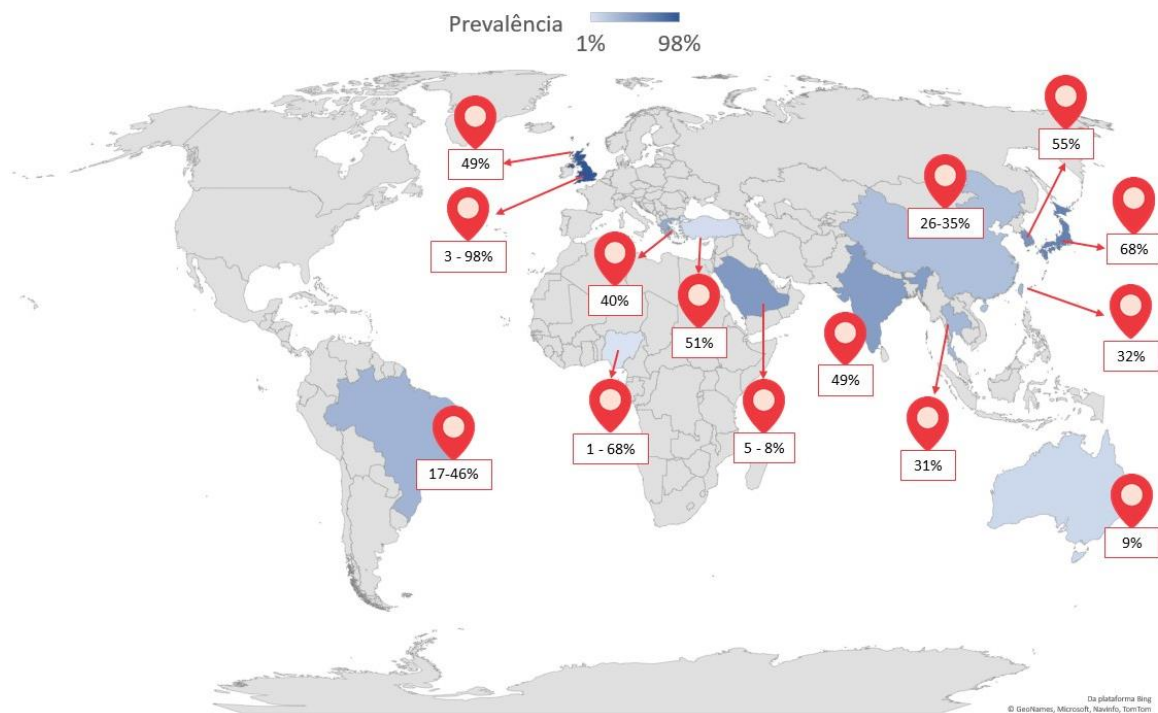 Prevalência
1% 98%
49%
55%
26-35%
68%
3 - 98%
40%
51%
32%
49%
1 - 68%
5 - 8%
31%
17-46%
9%
Da plataforma Bing
© GeoNames, Microsoft, Navinfo, TomTom